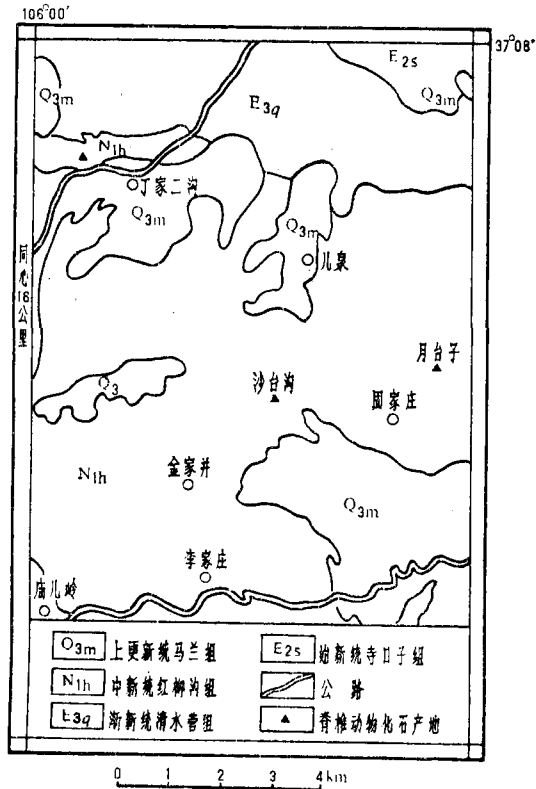 106°00′
37°08′
E2s
Q3m
Q3m
E3q
N1h
丁家二沟
Q3m
Q3m
儿泉
同心16公里
月台子
Q3
沙台沟
固家庄
N1h
金家井
Q3m
李家庄
庙儿岭
Q3m 上更新统马兰组
E2s 始新统寺口子组
N1h 中新统红柳沟组
公路
E3q 渐新统清水营组
脊椎动物化石产地
0 1 2 3 4 km